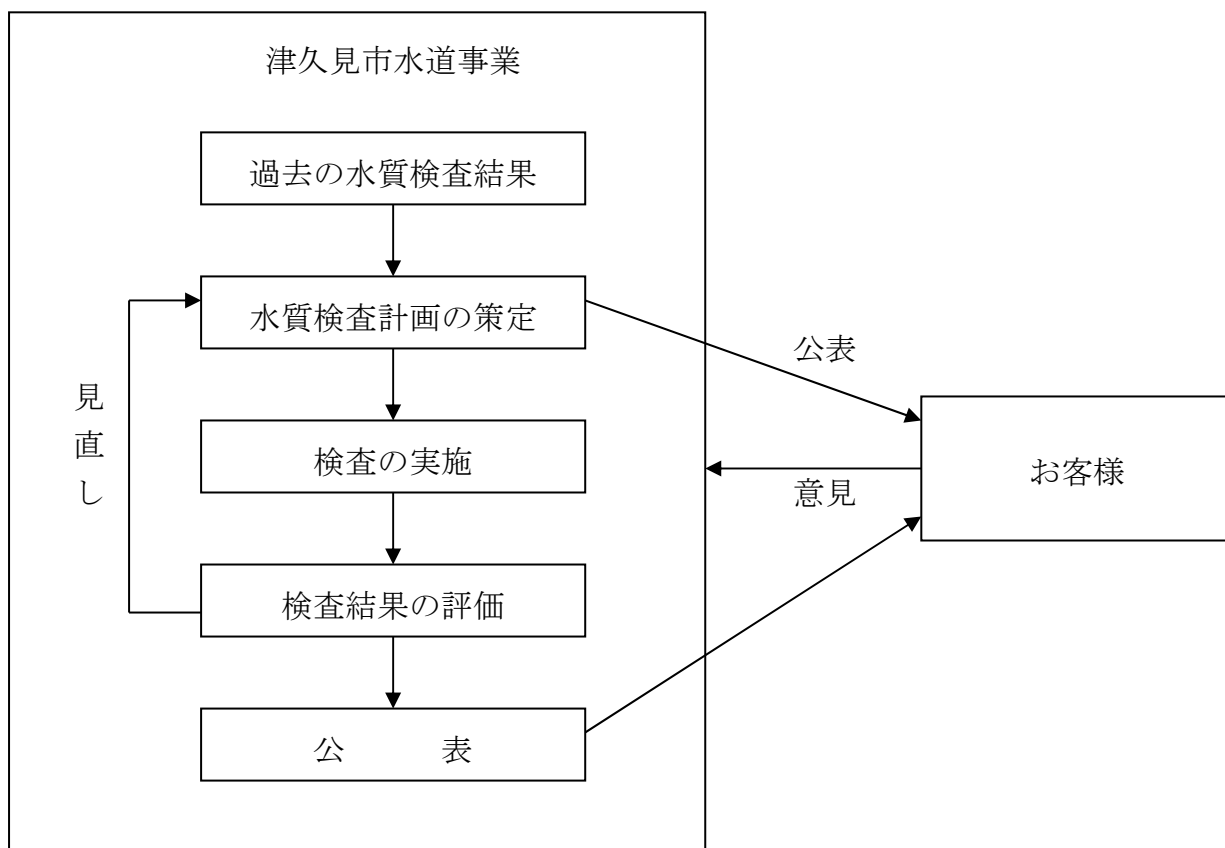 津久見市水道事業
過去の水質検査結果
水質検査計画の策定
公表
見直し
検査の実施
お客様
意見
検査結果の評価
公　　　表